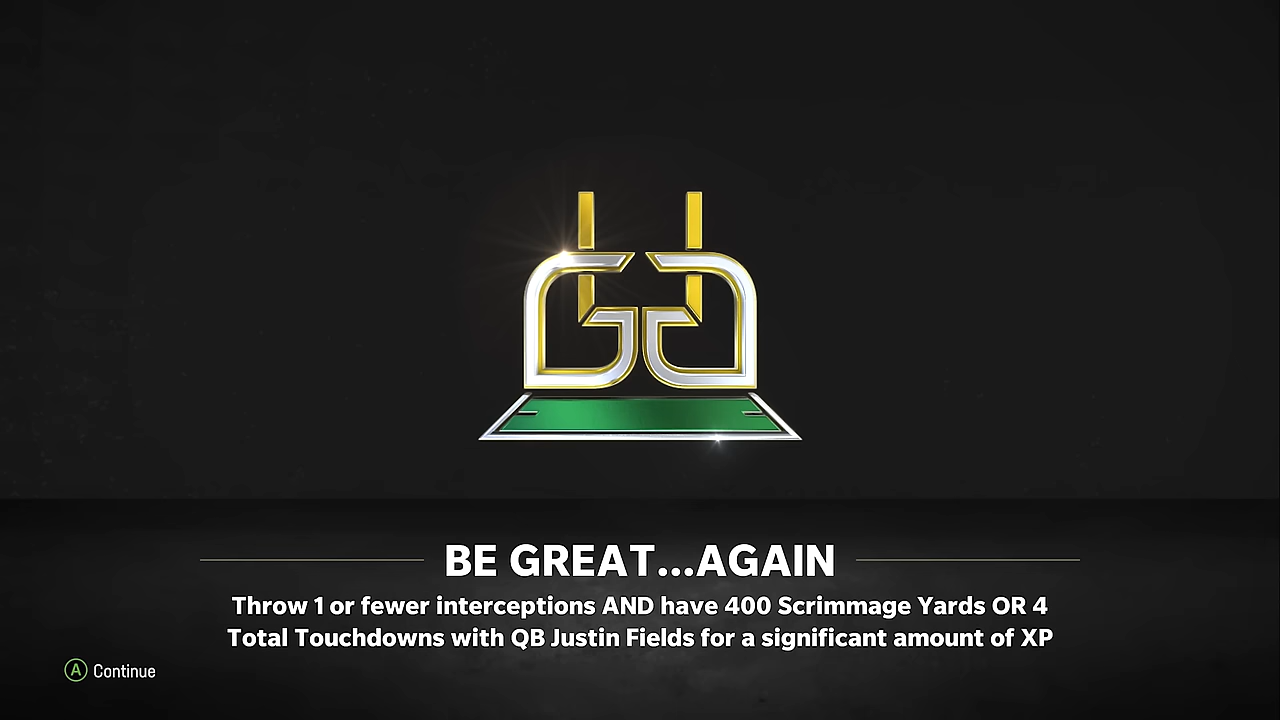 BE GREAT...AGAIN
Throw 1 or fewer interceptions AND have 400 Scrimmage Yards OR 4
Total Touchdowns with QB Justin Fields for a significant amount of XP
A Continue